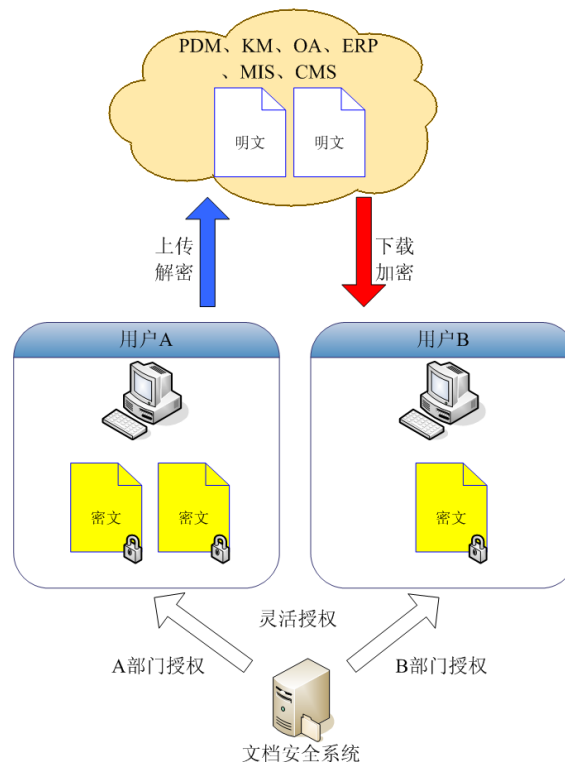 PDM、KM、OA、ERP
、MIS、CMS
明文
明文
上传
解密
下载
加密
用户A
用户B
密文
密文
密文
灵活授权
A部门授权
B部门授权
文档安全系统